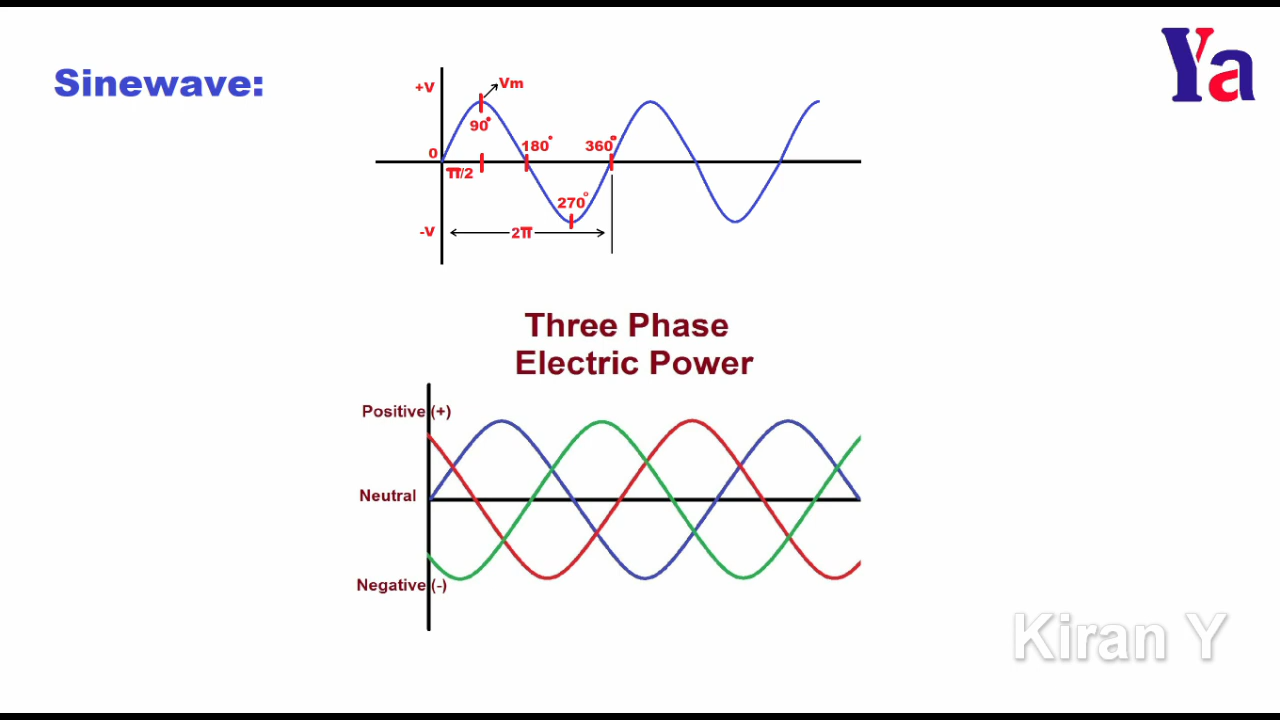 Sinewave:
Ya
+V
Vm
90°
0
180°
360°
π/2
270°
-V
2π
Three Phase
Electric Power
Positive (+)
Neutral
Negative (-)
Kiran Y